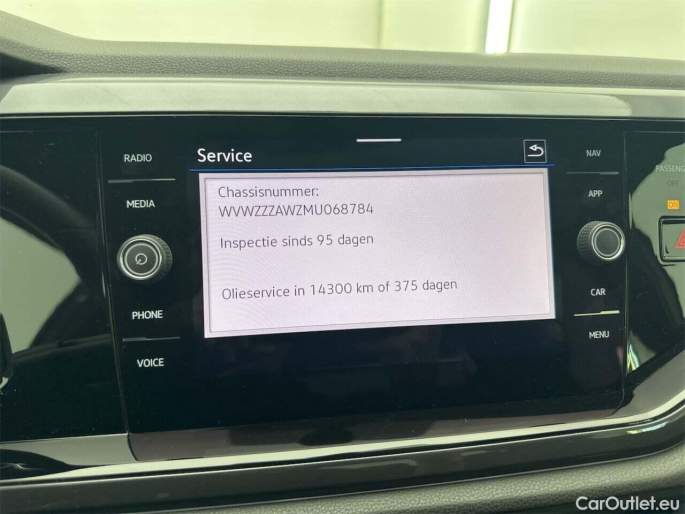 RADIO
MEDIA
PHONE
VOICE
Service
Chassisnummer:
WVWZZZAWZMU068784
Inspectie sinds 95 dagen
Olieservice in 14300 km of 375 dagen
NAV
APP
CAR
MENU
CarOutlet.eu